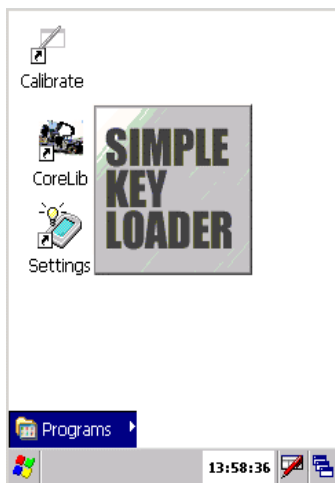 Calibrate
CoreLib
SIMPLE
KEY
LOADER
Settings
Programs
13:58:36